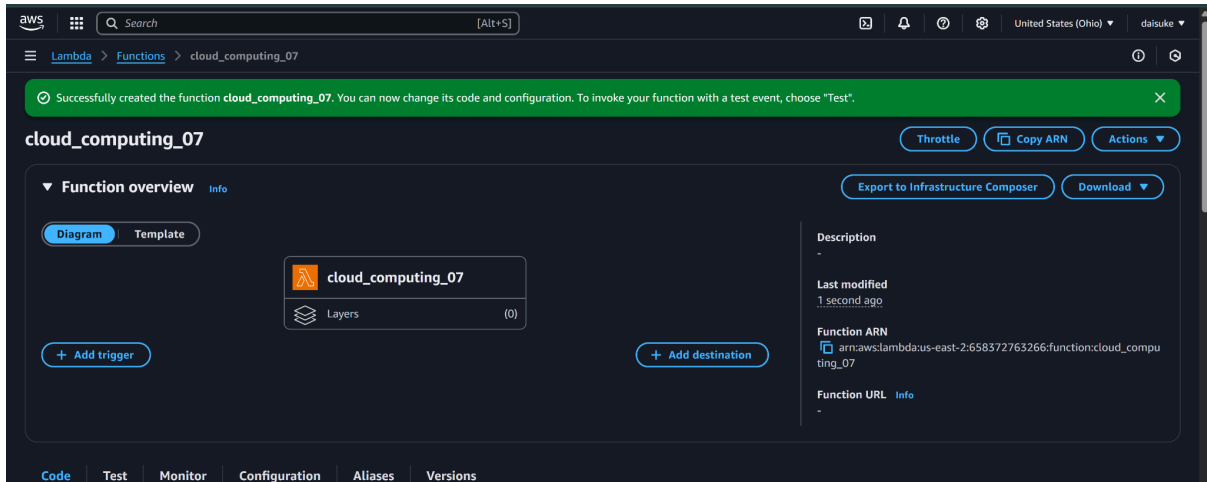 aws
Search [Alt+S] United States (Ohio) ▼ daisuke ▼
Lambda > Functions > cloud_computing_07
Successfully created the function cloud_computing_07. You can now change its code and configuration. To invoke your function with a test event, choose "Test".
cloud_computing_07
Throttle Copy ARN Actions ▼
▼ Function overview Info
Export to Infrastructure Composer Download ▼
Diagram Template
cloud_computing_07
Layers (0)
+ Add trigger
+ Add destination
Description
-
Last modified
1 second ago
Function ARN
arn:aws:lambda:us-east-2:658372763266:function:cloud_compu
ting_07
Function URL Info
-
Code Test Monitor Configuration Aliases Versions